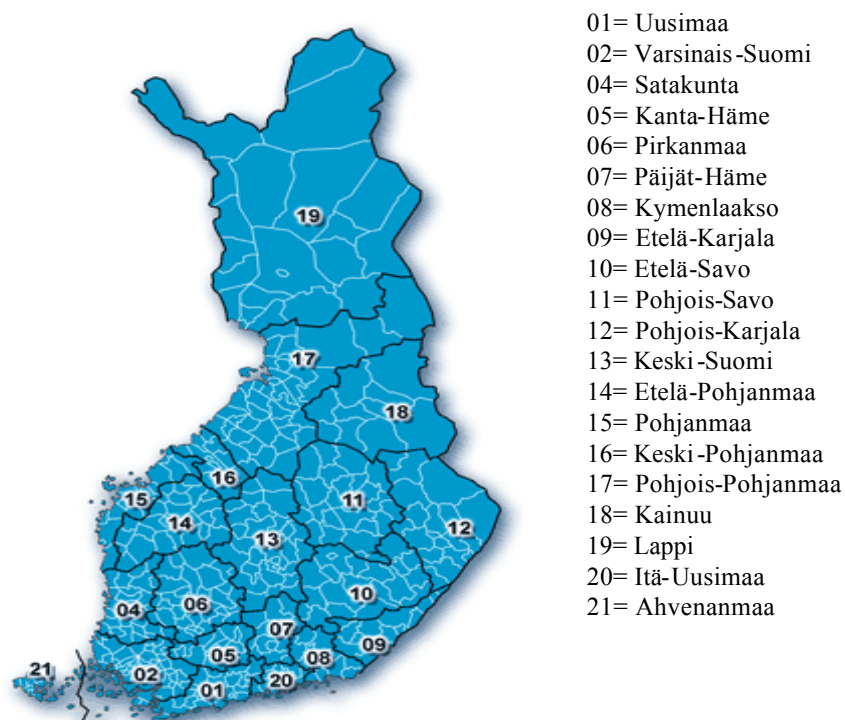 01= Uusimaa
02= Varsinais-Suomi
04= Satakunta
05= Kanta-Häme
06= Pirkanmaa
07= Päijät-Häme
08= Kymenlaakso
09= Etelä-Karjala
10= Etelä-Savo
11= Pohjois-Savo
12= Pohjois-Karjala
13= Keski-Suomi
14= Etelä-Pohjanmaa
15= Pohjanmaa
16= Keski-Pohjanmaa
17= Pohjois-Pohjanmaa
18= Kainuu
19= Lappi
20= Itä-Uusimaa
21= Ahvenanmaa
19
17
18
16
15
11
14
12
13
10
06
04
07
09
05
08
21
02
20
01